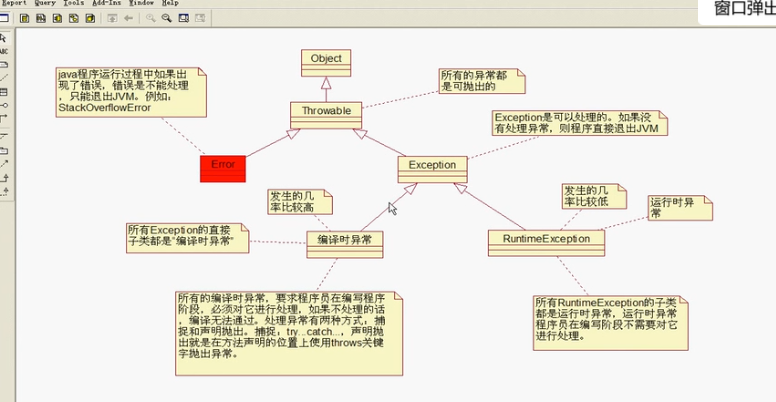 Report Query Tools Add-Ins Window Help
窗口弹出
ABC
Object
java程序运行过程中如果出
现了错误，错误是不能处理
，只能退出JVM。例如：
StackOverflowError
所有的异常都
是可抛出的
Throwable
Exception是可以处理的。如果没
有处理异常，则程序直接退出JVM
Error
Exception
发生的几
率比较高
发生的几
率比较低
运行时异
常
所有Exception的直接
子类都是"编译时异常"
编译时异常
RuntimeException
所有的编译时异常，要求程序员在编写程序
阶段，必须对它进行处理，如果不处理的话
，编译无法通过。处理异常有两种方式：捕
捉和声明抛出。捕捉：try...catch...，声明抛
出就是在方法声明的位置上使用throws关键
字抛出异常。
所有RuntimeException的子类
都是运行时异常，运行时异常
程序员在编写阶段不需要对它
进行处理。